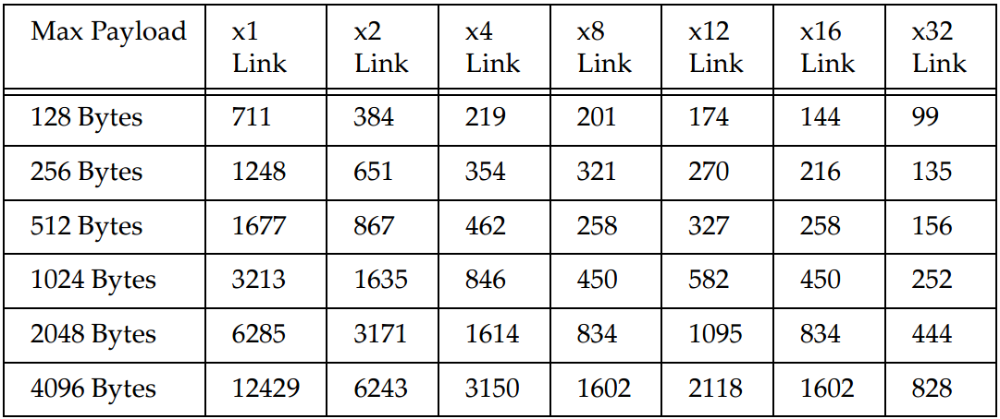 Max Payload x1 Link x2 Link x4 Link x8 Link x12 Link x16 Link x32 Link
128 Bytes 711 384 219 201 174 144 99
256 Bytes 1248 651 354 321 270 216 135
512 Bytes 1677 867 462 258 327 258 156
1024 Bytes 3213 1635 846 450 582 450 252
2048 Bytes 6285 3171 1614 834 1095 834 444
4096 Bytes 12429 6243 3150 1602 2118 1602 828